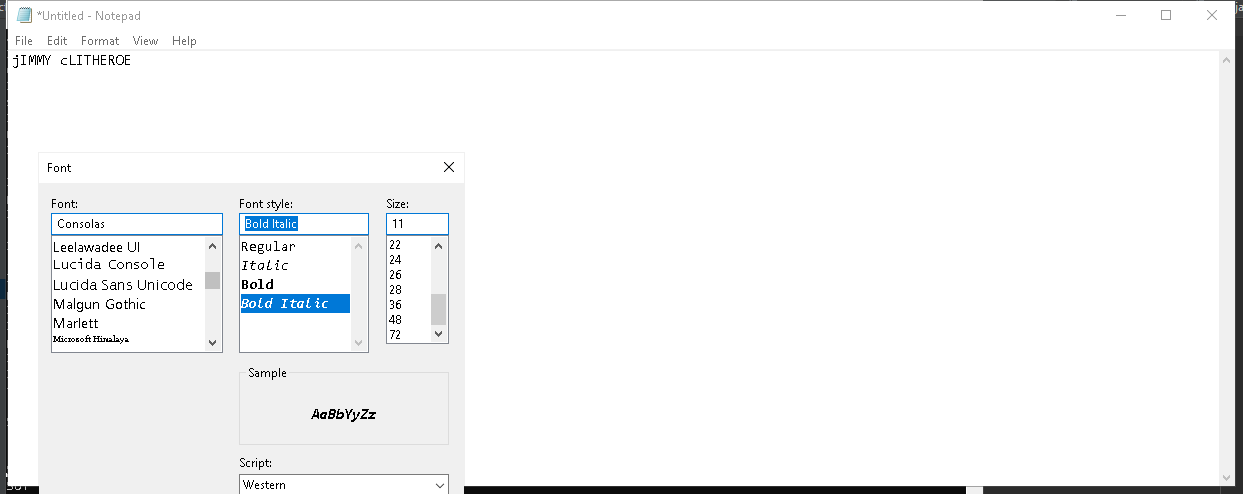 *Untitled - Notepad
File Edit Format View Help
jIMMY cLITHEROE
Font
Font: Font style: Size:
Consolas Bold Italic 11
Leelawadee UI Regular 22
Lucida Console Italic 24
Lucida Sans Unicode Bold 26
Malgun Gothic Bold Italic 28
Marlett 36
Microsoft Himalaya 48
72
Sample
AaBbYyZz
Script:
Western